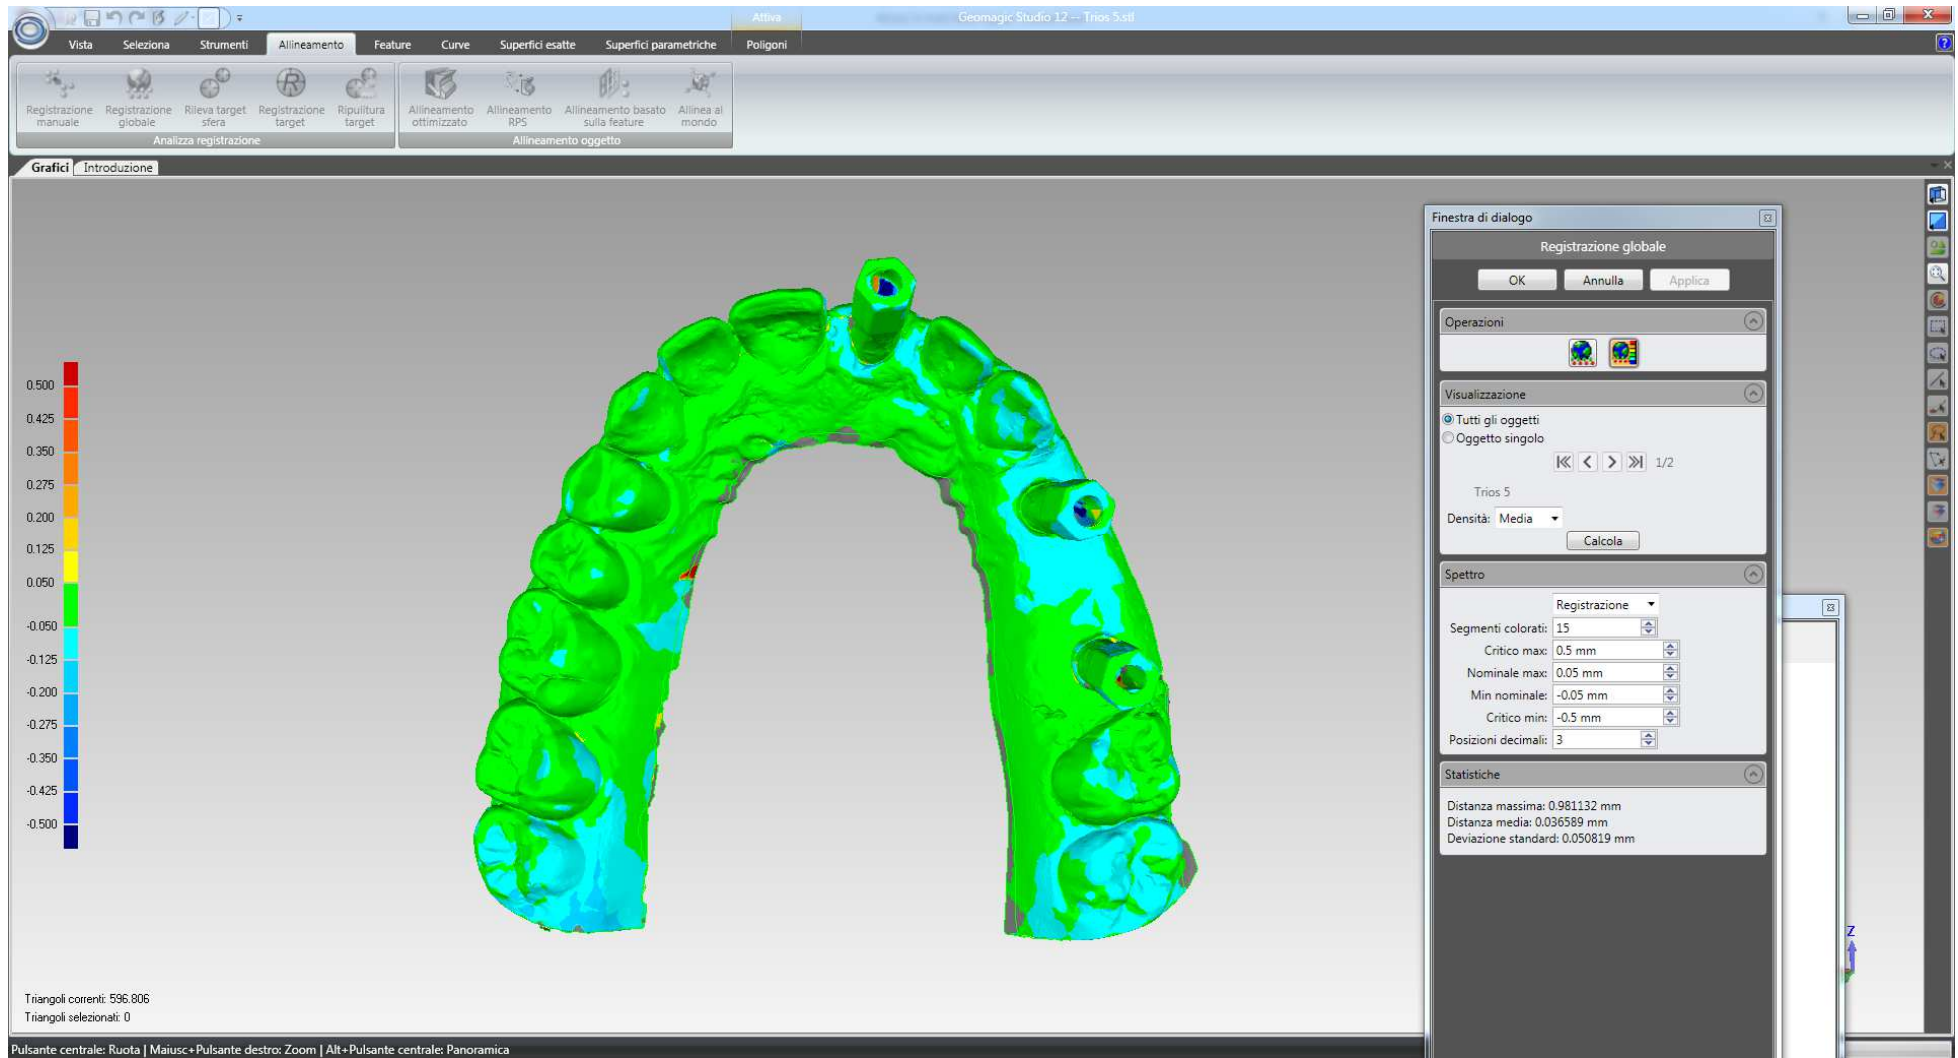 Attiva
Geomagic Studio 12 -- Trios 5.stl
Vista Seleziona Strumenti Allineamento Feature Curve Superfici esatte Superfici parametriche Poligoni
Registrazione manuale Registrazione globale Rileva target sfera Registrazione target Ripulitura target Allineamento ottimizzato Allineamento RPS Allineamento basato sulla feature Allinea al mondo
Analizza registrazione Allineamento oggetto
Grafici Introduzione
0.500
0.425
0.350
0.275
0.200
0.125
0.050
-0.050
-0.125
-0.200
-0.275
-0.350
-0.425
-0.500
Finestra di dialogo
Registrazione globale
OK Annulla Applica
Operazioni
Visualizzazione
Tutti gli oggetti
Oggetto singolo
1/2
Trios 5
Densità: Media
Calcola
Spettro
Registrazione
Segmenti colorati: 15
Critico max: 0.5 mm
Nominale max: 0.05 mm
Min nominale: -0.05 mm
Critico min: -0.5 mm
Posizioni decimali: 3
Statistiche
Distanza massima: 0.981132 mm
Distanza media: 0.036589 mm
Deviazione standard: 0.050819 mm
Z
Triangoli correnti: 596.806
Triangoli selezionati: 0
Pulsante centrale: Ruota | Maiusc+Pulsante destro: Zoom | Alt+Pulsante centrale: Panoramica